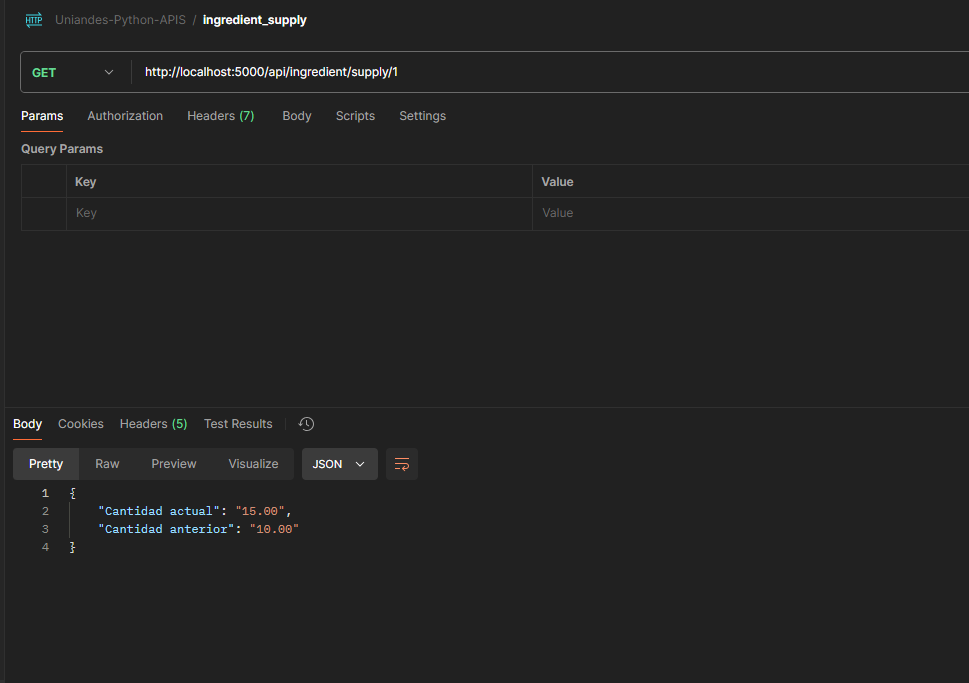 HTTP Uniandes-Python-APIS / ingredient_supply
GET http://localhost:5000/api/ingredient/supply/1
Params Authorization Headers (7) Body Scripts Settings
Query Params
Key Value
Key Value
Body Cookies Headers (5) Test Results
Pretty Raw Preview Visualize JSON
1 {
2 "Cantidad actual": "15.00",
3 "Cantidad anterior": "10.00"
4 }